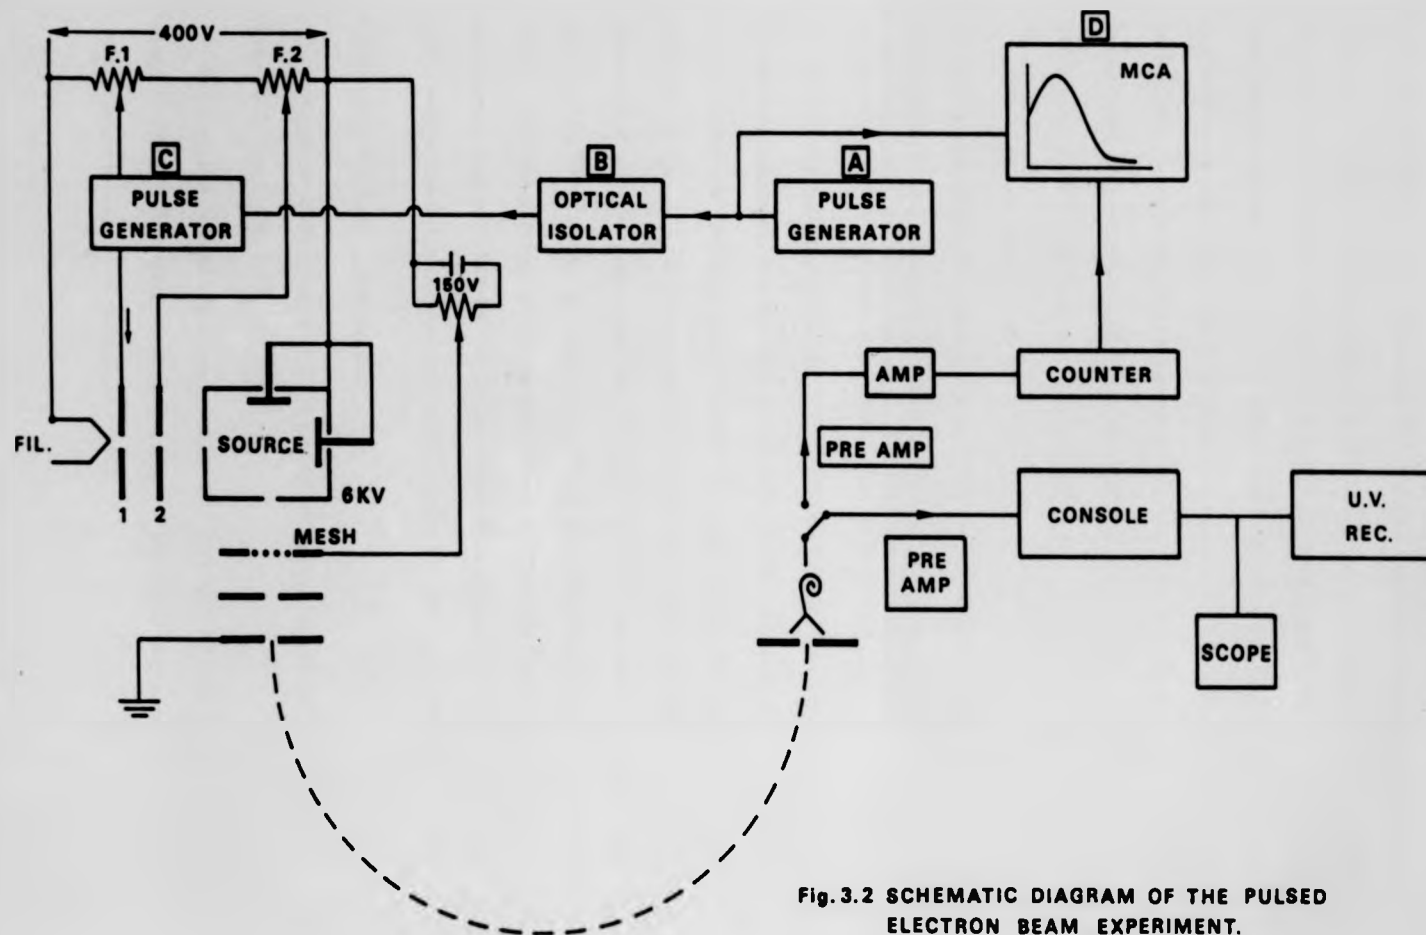 400V
F.1
F.2
D
MCA
C
PULSE
GENERATOR
B
OPTICAL
ISOLATOR
A
PULSE
GENERATOR
150V
AMP
COUNTER
FIL.
SOURCE
PRE AMP
6KV
1
2
CONSOLE
U.V.
REC.
MESH
PRE
AMP
SCOPE
Fig.3.2 SCHEMATIC DIAGRAM OF THE PULSED
ELECTRON BEAM EXPERIMENT.